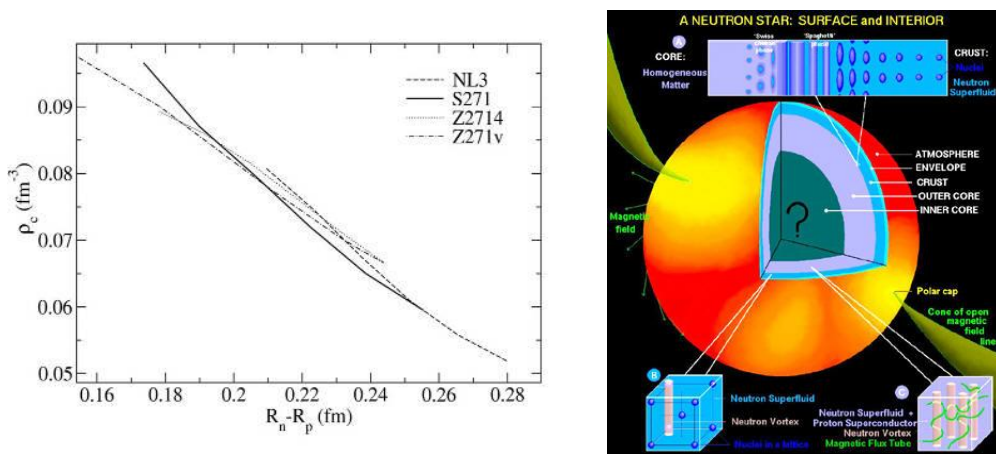 0.09
0.08
0.07
0.06
0.05
ρc (fm-3)
NL3
S271
Z2714
Z271v
0.16
0.18
0.2
0.22
0.24
0.26
0.28
Rn-Rp (fm)
A NEUTRON STAR: SURFACE and INTERIOR
A
'Swiss
'Spaghetti'
CORE:
Homogeneous
Matter
CRUST:
Nuclei
Neutron
Superfluid
ATMOSPHERE
ENVELOPE
CRUST
OUTER CORE
INNER CORE
?
Magnetic
field
Polar cap
Cone of open
magnetic
field
line
B
Neutron Superfluid
Neutron Vortex
Nuclei in a lattice
C
Neutron Superfluid +
Proton Superconductor
Neutron Vortex
Magnetic Flux Tube